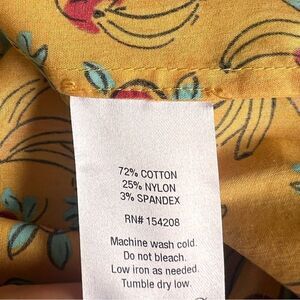 72% COTTON
25% NYLON
3% SPANDEX
RN# 154208
Machine wash cold.
Do not bleach.
Low iron as needed.
Tumble dry low.